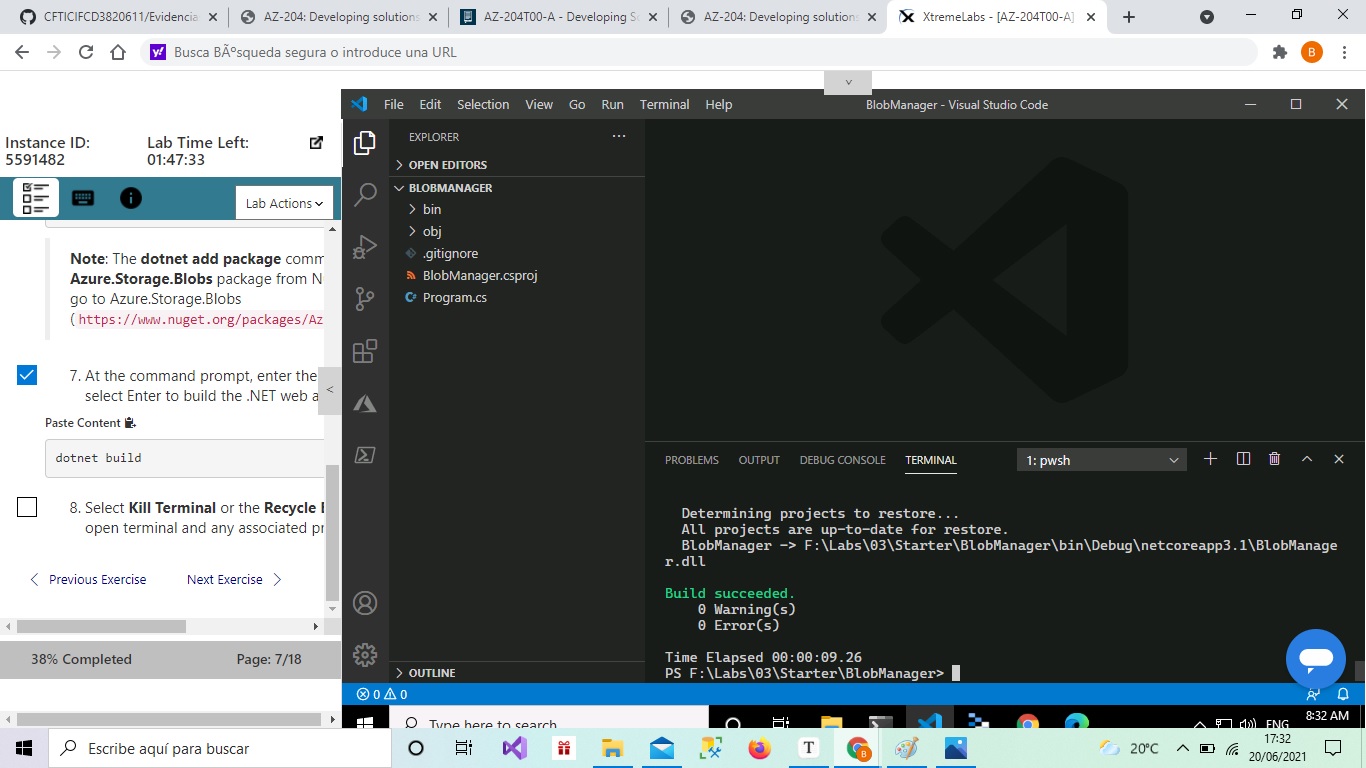 CFTICIFCD3820611/Evidencia
AZ-204: Developing solutions
AZ-204T00-A - Developing So
AZ-204: Developing solutions
XtremeLabs - [AZ-204T00-A]
Busca BÃºsqueda segura o introduce una URL
B
Instance ID:
5591482
Lab Time Left:
01:47:33
Lab Actions
Note: The dotnet add package comm
Azure.Storage.Blobs package from N
go to Azure.Storage.Blobs
(https://www.nuget.org/packages/Az
7. At the command prompt, enter the
select Enter to build the .NET web a
Paste Content
dotnet build
8. Select Kill Terminal or the Recycle
open terminal and any associated pr
Previous Exercise
Next Exercise
38% Completed
Page: 7/18
File Edit Selection View Go Run Terminal Help
BlobManager - Visual Studio Code
EXPLORER
OPEN EDITORS
BLOBMANAGER
bin
obj
.gitignore
BlobManager.csproj
C# Program.cs
OUTLINE
PROBLEMS OUTPUT DEBUG CONSOLE TERMINAL
1: pwsh
Determining projects to restore...
All projects are up-to-date for restore.
BlobManager -> F:\Labs\03\Starter\BlobManager\bin\Debug\netcoreapp3.1\BlobManage
r.dll
Build succeeded.
0 Warning(s)
0 Error(s)
Time Elapsed 00:00:09.26
PS F:\Labs\03\Starter\BlobManager>
0 0
Type here to search
ENG
8:32 AM
Escribe aquí para buscar
T
B
20°C
17:32
20/06/2021